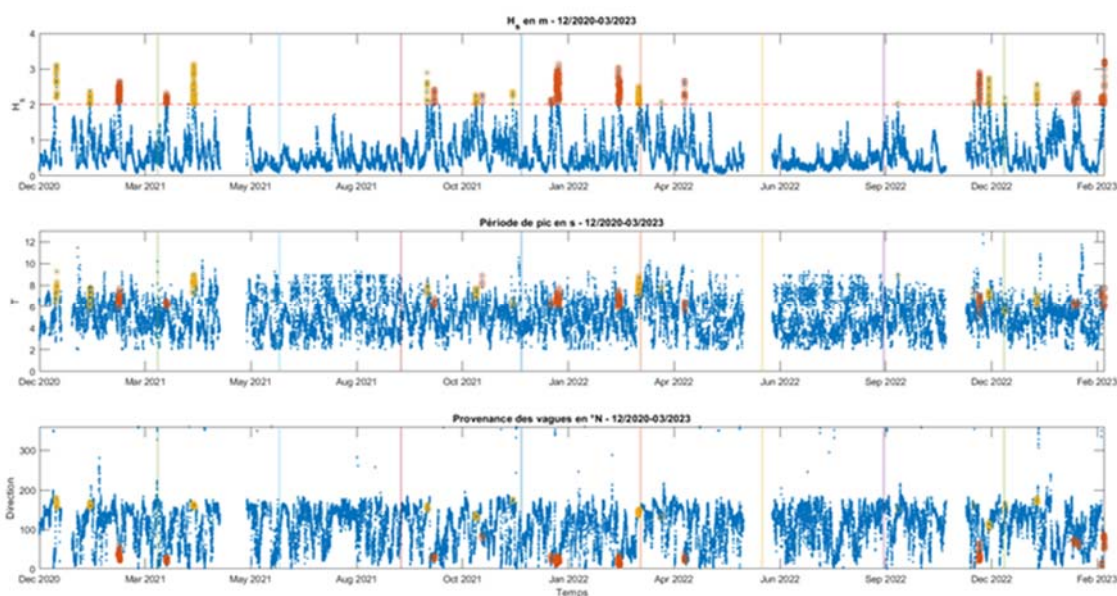 H_s en m - 12/2020-03/2023
4
3
2
1
0
H_s
Dec 2020 Mar 2021 May 2021 Aug 2021 Oct 2021 Jan 2022 Apr 2022 Jun 2022 Sep 2022 Dec 2022 Feb 2023
Période de pic en s - 12/2020-03/2023
12
10
8
6
4
2
0
T
Dec 2020 Mar 2021 May 2021 Aug 2021 Oct 2021 Jan 2022 Apr 2022 Jun 2022 Sep 2022 Dec 2022 Feb 2023
Provenance des vagues en °N - 12/2020-03/2023
300
200
100
0
Direction
Dec 2020 Mar 2021 May 2021 Aug 2021 Oct 2021 Jan 2022 Apr 2022 Jun 2022 Sep 2022 Dec 2022 Feb 2023
Temps